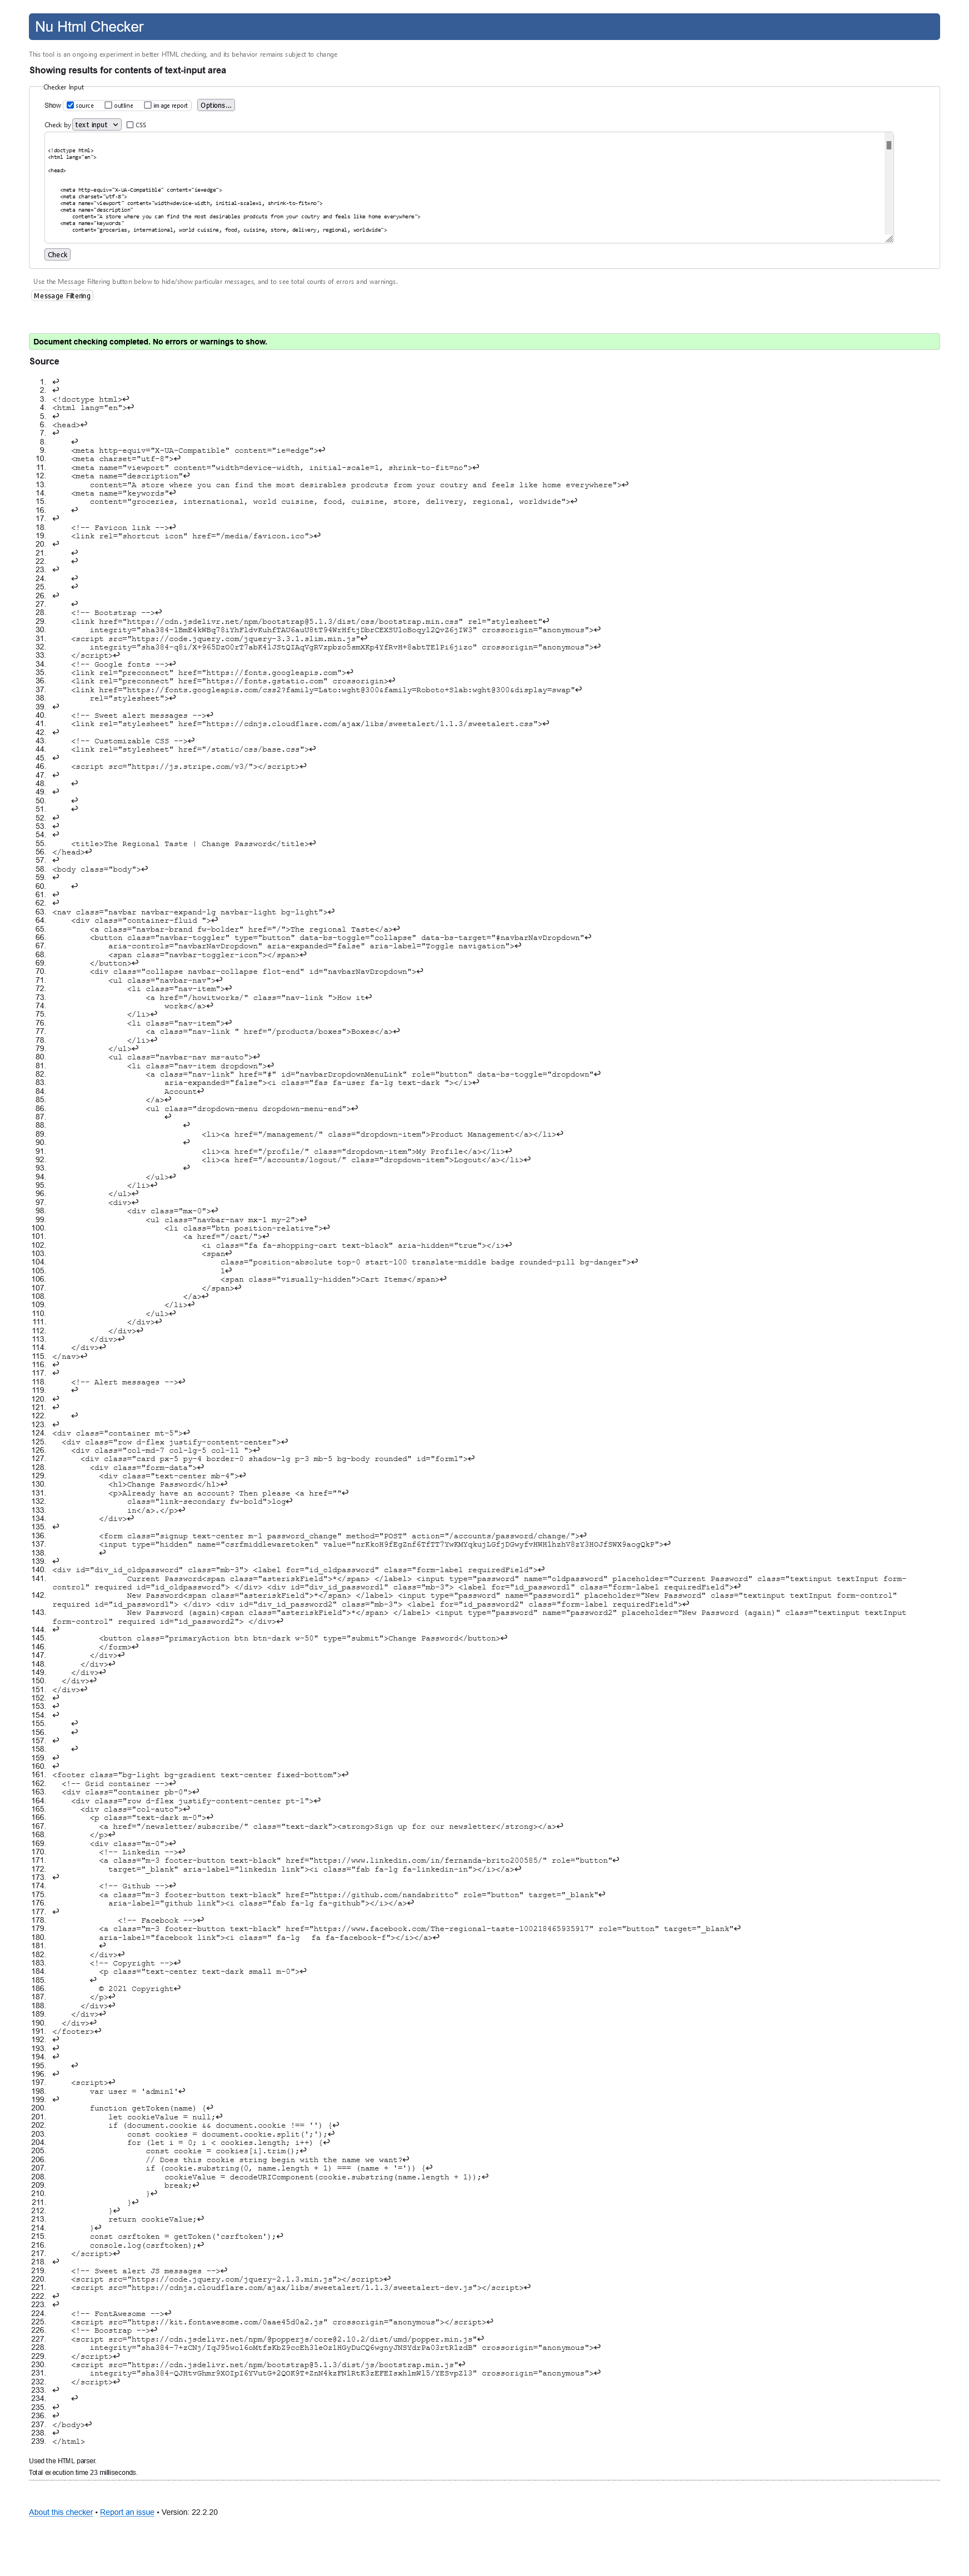 Nu Html Checker
This tool is an ongoing experiment in better HTML checking, and its behavior remains subject to change
Showing results for contents of text-input area
Checker Input
Show source outline image report Options...
Check by text input CSS
<!doctype html>
<html lang="en">
<head>
<meta http-equiv="X-UA-Compatible" content="ie=edge">
<meta charset="utf-8">
<meta name="viewport" content="width=device-width, initial-scale=1, shrink-to-fit=no">
<meta name="description"
content="A store where you can find the most desirables prodcuts from your coutry and feels like home everywhere">
<meta name="keywords"
content="groceries, international, world cuisine, food, cuisine, store, delivery, regional, worldwide">
Check
Use the Message Filtering button below to hide/show particular messages, and to see total counts of errors and warnings.
Message Filtering
Document checking completed. No errors or warnings to show.
Source
1. ↩
2. ↩
3. <!doctype html>↩
4. <html lang="en">↩
5. ↩
6. <head>↩
7. ↩
8. ↩
9. <meta http-equiv="X-UA-Compatible" content="ie=edge">↩
10. <meta charset="utf-8">↩
11. <meta name="viewport" content="width=device-width, initial-scale=1, shrink-to-fit=no">↩
12. <meta name="description"↩
13. content="A store where you can find the most desirables prodcuts from your coutry and feels like home everywhere">↩
14. <meta name="keywords"↩
15. content="groceries, international, world cuisine, food, cuisine, store, delivery, regional, worldwide">↩
16. ↩
17. ↩
18. <!-- Favicon link -->↩
19. <link rel="shortcut icon" href="/media/favicon.ico">↩
20. ↩
21. ↩
22. ↩
23. ↩
24. ↩
25. ↩
26. ↩
27. ↩
28. <!-- Bootstrap -->↩
29. <link href="https://cdn.jsdelivr.net/npm/bootstrap@5.1.3/dist/css/bootstrap.min.css" rel="stylesheet"↩
30. integrity="sha384-1BmE4kWBq78iYhFldvKuhfTAU6auU8tT94WrHftjDbrCEXSU1oBoqyl2QvZ6jIW3" crossorigin="anonymous">↩
31. <script src="https://code.jquery.com/jquery-3.3.1.slim.min.js"↩
32. integrity="sha384-q8i/X+965DzO0rT7abK41JStQIAqVgRVzpbzo5smXKp4YfRvH+8abtTE1Pi6jizo" crossorigin="anonymous">↩
33. </script>↩
34. <!-- Google fonts -->↩
35. <link rel="preconnect" href="https://fonts.googleapis.com">↩
36. <link rel="preconnect" href="https://fonts.gstatic.com" crossorigin>↩
37. <link href="https://fonts.googleapis.com/css2?family=Lato:wght@300&family=Roboto+Slab:wght@300&display=swap"↩
38. rel="stylesheet">↩
39. ↩
40. <!-- Sweet alert messages -->↩
41. <link rel="stylesheet" href="https://cdnjs.cloudflare.com/ajax/libs/sweetalert/1.1.3/sweetalert.css">↩
42. ↩
43. <!-- Customizable CSS -->↩
44. <link rel="stylesheet" href="/static/css/base.css">↩
45. ↩
46. <script src="https://js.stripe.com/v3/"></script>↩
47. ↩
48. ↩
49. ↩
50. ↩
51. ↩
52. ↩
53. ↩
54. ↩
55. <title>The Regional Taste | Change Password</title>↩
56. </head>↩
57. ↩
58. <body class="body">↩
59. ↩
60. ↩
61. ↩
62. ↩
63. <nav class="navbar navbar-expand-lg navbar-light bg-light">↩
64. <div class="container-fluid ">↩
65. <a class="navbar-brand fw-bolder" href="/">The regional Taste</a>↩
66. <button class="navbar-toggler" type="button" data-bs-toggle="collapse" data-bs-target="#navbarNavDropdown"↩
67. aria-controls="navbarNavDropdown" aria-expanded="false" aria-label="Toggle navigation">↩
68. <span class="navbar-toggler-icon"></span>↩
69. </button>↩
70. <div class="collapse navbar-collapse flot-end" id="navbarNavDropdown">↩
71. <ul class="navbar-nav">↩
72. <li class="nav-item">↩
73. <a href="/howitworks/" class="nav-link ">How it↩
74. works</a>↩
75. </li>↩
76. <li class="nav-item">↩
77. <a class="nav-link " href="/products/boxes">Boxes</a>↩
78. </li>↩
79. </ul>↩
80. <ul class="navbar-nav ms-auto">↩
81. <li class="nav-item dropdown">↩
82. <a class="nav-link" href="#" id="navbarDropdownMenuLink" role="button" data-bs-toggle="dropdown"↩
83. aria-expanded="false"><i class="fas fa-user fa-lg text-dark "></i>↩
84. Account↩
85. </a>↩
86. <ul class="dropdown-menu dropdown-menu-end">↩
87. ↩
88. ↩
89. <li><a href="/management/" class="dropdown-item">Product Management</a></li>↩
90. ↩
91. <li><a href="/profile/" class="dropdown-item">My Profile</a></li>↩
92. <li><a href="/accounts/logout/" class="dropdown-item">Logout</a></li>↩
93. ↩
94. </ul>↩
95. </li>↩
96. </ul>↩
97. <div>↩
98. <div class="mx-0">↩
99. <ul class="navbar-nav mx-1 my-2">↩
100. <li class="btn position-relative">↩
101. <a href="/cart/">↩
102. <i class="fa fa-shopping-cart text-black" aria-hidden="true"></i>↩
103. <span↩
104. class="position-absolute top-0 start-100 translate-middle badge rounded-pill bg-danger">↩
105. 1↩
106. <span class="visually-hidden">Cart Items</span>↩
107. </span>↩
108. </a>↩
109. </li>↩
110. </ul>↩
111. </div>↩
112. </div>↩
113. </div>↩
114. </div>↩
115. </nav>↩
116. ↩
117. ↩
118. <!-- Alert messages -->↩
119. ↩
120. ↩
121. ↩
122. ↩
123. ↩
124. <div class="container mt-5">↩
125. <div class="row d-flex justify-content-center">↩
126. <div class="col-md-7 col-lg-5 col-11 ">↩
127. <div class="card px-5 py-4 border-0 shadow-lg p-3 mb-5 bg-body rounded" id="form1">↩
128. <div class="form-data">↩
129. <div class="text-center mb-4">↩
130. <h1>Change Password</h1>↩
131. <p>Already have an account? Then please <a href=""↩
132. class="link-secondary fw-bold">log↩
133. in</a>.</p>↩
134. </div>↩
135. ↩
136. <form class="signup text-center m-1 password_change" method="POST" action="/accounts/password/change/">↩
137. <input type="hidden" name="csrfmiddlewaretoken" value="nrKkoH9fEgZnf6TfTT7YwKMYqkujLGfjDGwyfvHWH1hzhV8zY3HOJfSWX9aogQkP">↩
138. ↩
139. ↩
140. <div id="div_id_oldpassword" class="mb-3"> <label for="id_oldpassword" class="form-label requiredField">↩
141. Current Password<span class="asteriskField">*</span> </label> <input type="password" name="oldpassword" placeholder="Current Password" class="textinput textInput form-
control" required id="id_oldpassword"> </div> <div id="div_id_password1" class="mb-3"> <label for="id_password1" class="form-label requiredField">↩
142. New Password<span class="asteriskField">*</span> </label> <input type="password" name="password1" placeholder="New Password" class="textinput textInput form-control"
required id="id_password1"> </div> <div id="div_id_password2" class="mb-3"> <label for="id_password2" class="form-label requiredField">↩
143. New Password (again)<span class="asteriskField">*</span> </label> <input type="password" name="password2" placeholder="New Password (again)" class="textinput textInput
form-control" required id="id_password2"> </div>↩
144. ↩
145. <button class="primaryAction btn btn-dark w-50" type="submit">Change Password</button>↩
146. </form>↩
147. </div>↩
148. </div>↩
149. </div>↩
150. </div>↩
151. </div>↩
152. ↩
153. ↩
154. ↩
155. ↩
156. ↩
157. ↩
158. ↩
159. ↩
160. ↩
161. <footer class="bg-light bg-gradient text-center fixed-bottom">↩
162. <!-- Grid container -->↩
163. <div class="container pb-0">↩
164. <div class="row d-flex justify-content-center pt-1">↩
165. <div class="col-auto">↩
166. <p class="text-dark m-0">↩
167. <a href="/newsletter/subscribe/" class="text-dark"><strong>Sign up for our newsletter</strong></a>↩
168. </p>↩
169. <div class="m-0">↩
170. <!-- Linkedin -->↩
171. <a class="m-3 footer-button text-black" href="https://www.linkedin.com/in/fernanda-brito200585/" role="button"↩
172. target="_blank" aria-label="linkedin link"><i class="fab fa-lg fa-linkedin-in"></i></a>↩
173. ↩
174. <!-- Github -->↩
175. <a class="m-3 footer-button text-black" href="https://github.com/nandabritto" role="button" target="_blank"↩
176. aria-label="github link"><i class="fab fa-lg fa-github"></i></a>↩
177. ↩
178. <!-- Facebook -->↩
179. <a class="m-3 footer-button text-black" href="https://www.facebook.com/The-regional-taste-100218465935917" role="button" target="_blank"↩
180. aria-label="facebook link"><i class=" fa-lg fa fa-facebook-f"></i></a>↩
181. ↩
182. </div>↩
183. <!-- Copyright -->↩
184. <p class="text-center text-dark small m-0">↩
185. ↩
186. © 2021 Copyright↩
187. </p>↩
188. </div>↩
189. </div>↩
190. </div>↩
191. </footer>↩
192. ↩
193. ↩
194. ↩
195. ↩
196. ↩
197. <script>↩
198. var user = 'admin1'↩
199. ↩
200. function getToken(name) {↩
201. let cookieValue = null;↩
202. if (document.cookie && document.cookie !== '') {↩
203. const cookies = document.cookie.split(';');↩
204. for (let i = 0; i < cookies.length; i++) {↩
205. const cookie = cookies[i].trim();↩
206. // Does this cookie string begin with the name we want?↩
207. if (cookie.substring(0, name.length + 1) === (name + '=')) {↩
208. cookieValue = decodeURIComponent(cookie.substring(name.length + 1));↩
209. break;↩
210. }↩
211. }↩
212. }↩
213. return cookieValue;↩
214. }↩
215. const csrftoken = getToken('csrftoken');↩
216. console.log(csrftoken);↩
217. </script>↩
218. ↩
219. <!-- Sweet alert JS messages -->↩
220. <script src="https://code.jquery.com/jquery-2.1.3.min.js"></script>↩
221. <script src="https://cdnjs.cloudflare.com/ajax/libs/sweetalert/1.1.3/sweetalert-dev.js"></script>↩
222. ↩
223. ↩
224. <!-- FontAwesome -->↩
225. <script src="https://kit.fontawesome.com/0aae45d0a2.js" crossorigin="anonymous"></script>↩
226. <!-- Boostrap -->↩
227. <script src="https://cdn.jsdelivr.net/npm/@popperjs/core@2.10.2/dist/umd/popper.min.js"↩
228. integrity="sha384-7+zCNj/IqJ95wo16oMtfsKbZ9ccEh31eOz1HGyDuCQ6wgnyJNSYdrPa03rtR1zdB" crossorigin="anonymous">↩
229. </script>↩
230. <script src="https://cdn.jsdelivr.net/npm/bootstrap@5.1.3/dist/js/bootstrap.min.js"↩
231. integrity="sha384-QJHtvGhmr9XOIpI6YVutG+2QOK9T+ZnN4kzFN1RtK3zEFEIsxhlmWl5/YESvpZ13" crossorigin="anonymous">↩
232. </script>↩
233. ↩
234. ↩
235. ↩
236. ↩
237. </body>↩
238. ↩
239. </html>
Used the HTML parser.
Total execution time 23 milliseconds.
About this checker • Report an issue • Version: 22.2.20